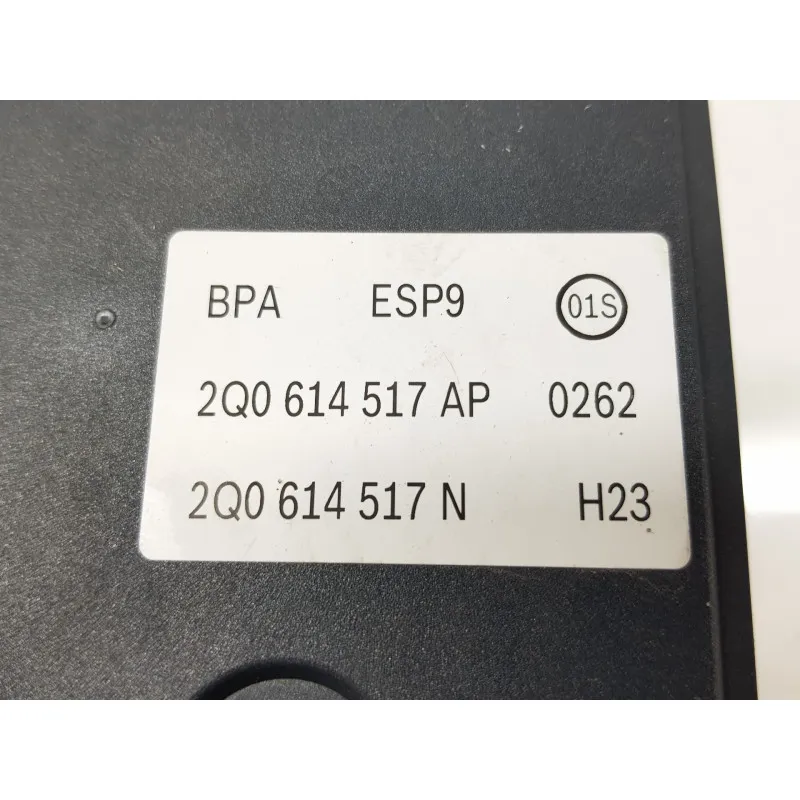 BPA ESP9 01S
2Q0 614 517 AP 0262
2Q0 614 517 N H23